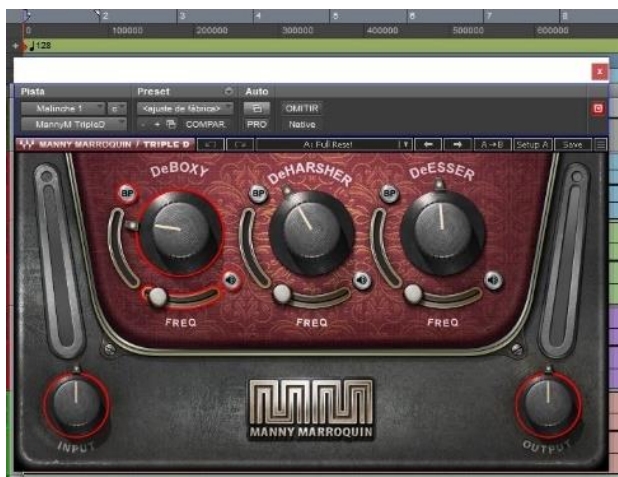 2 3 4 5 6 7 8
0 100000 200000 300000 400000 500000 600000
+ 128
x
Pista Preset Auto
Malinche 1 c <ajuste de fábrica>
OMITIR
MannyM TripleD - + COMPAR. PRO Native
MANNY MARROQUIN / TRIPLE D A: Full Reset A→B Setup A Save
DeBOXY DeHARSHER DeESSER
BP BP BP
FREQ FREQ FREQ
MM
MANNY MARROQUIN
INPUT OUTPUT